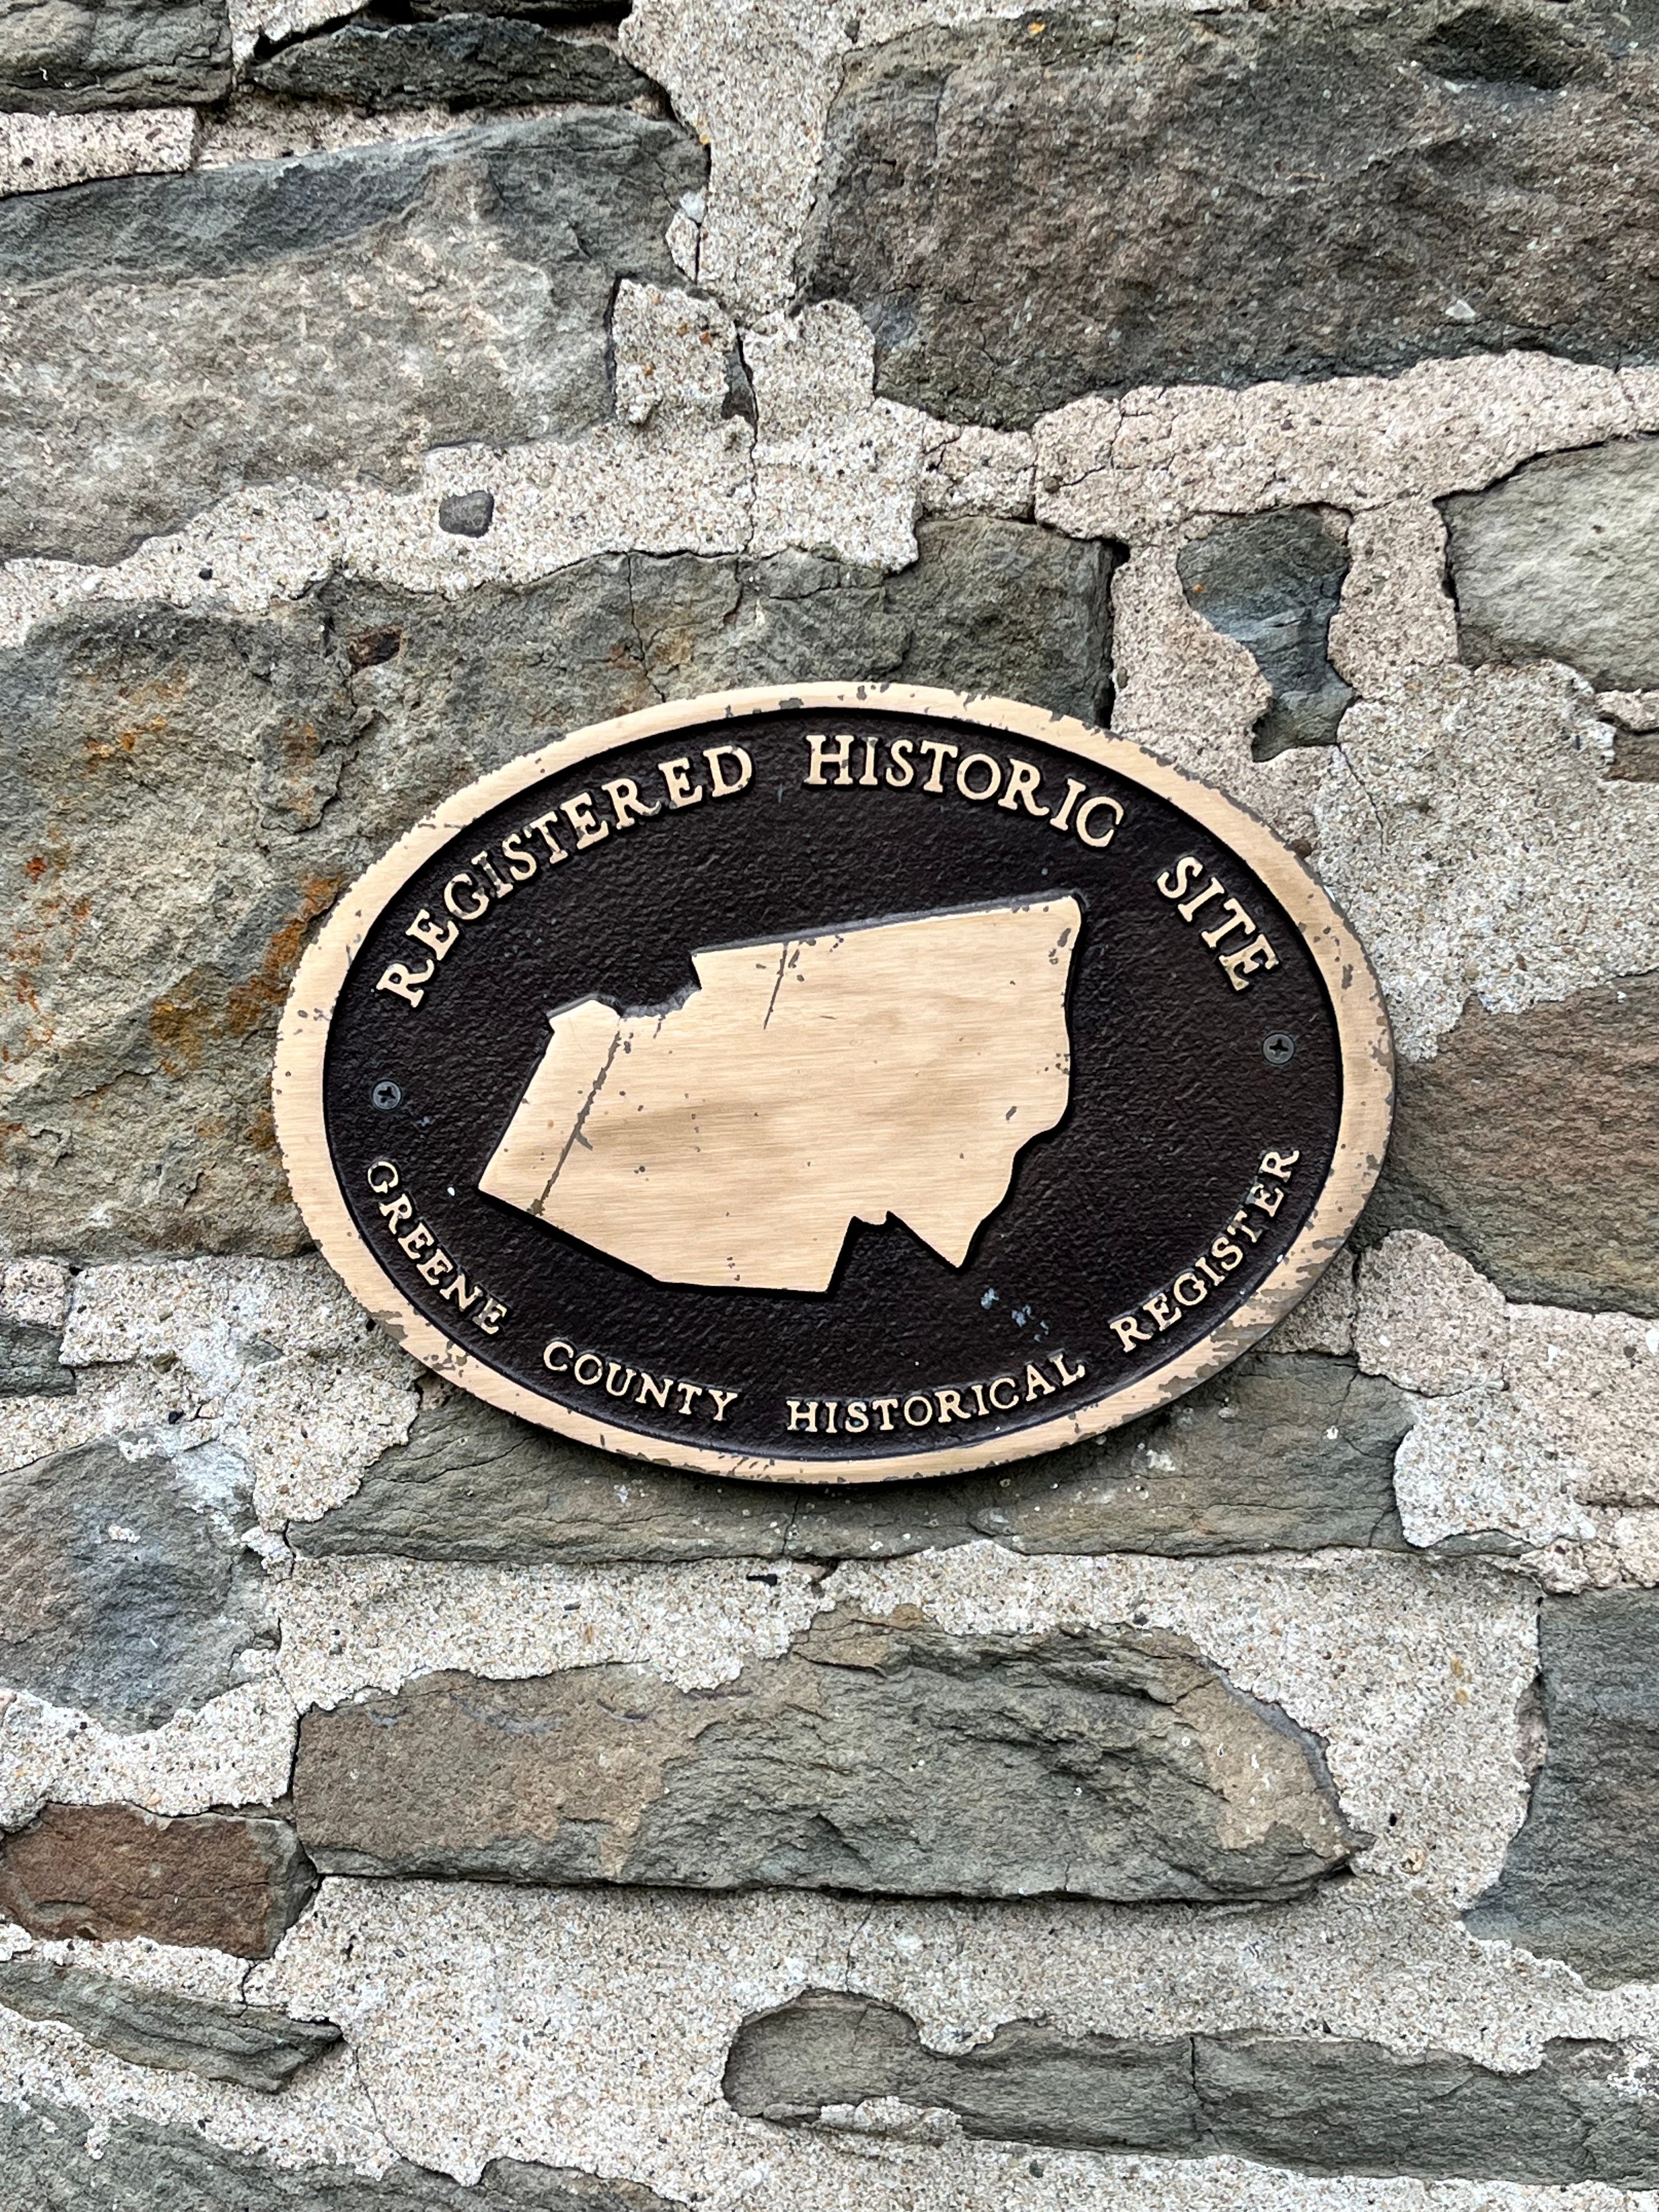 REGISTERED HISTORIC SITE
GREENE COUNTY HISTORICAL REGISTER